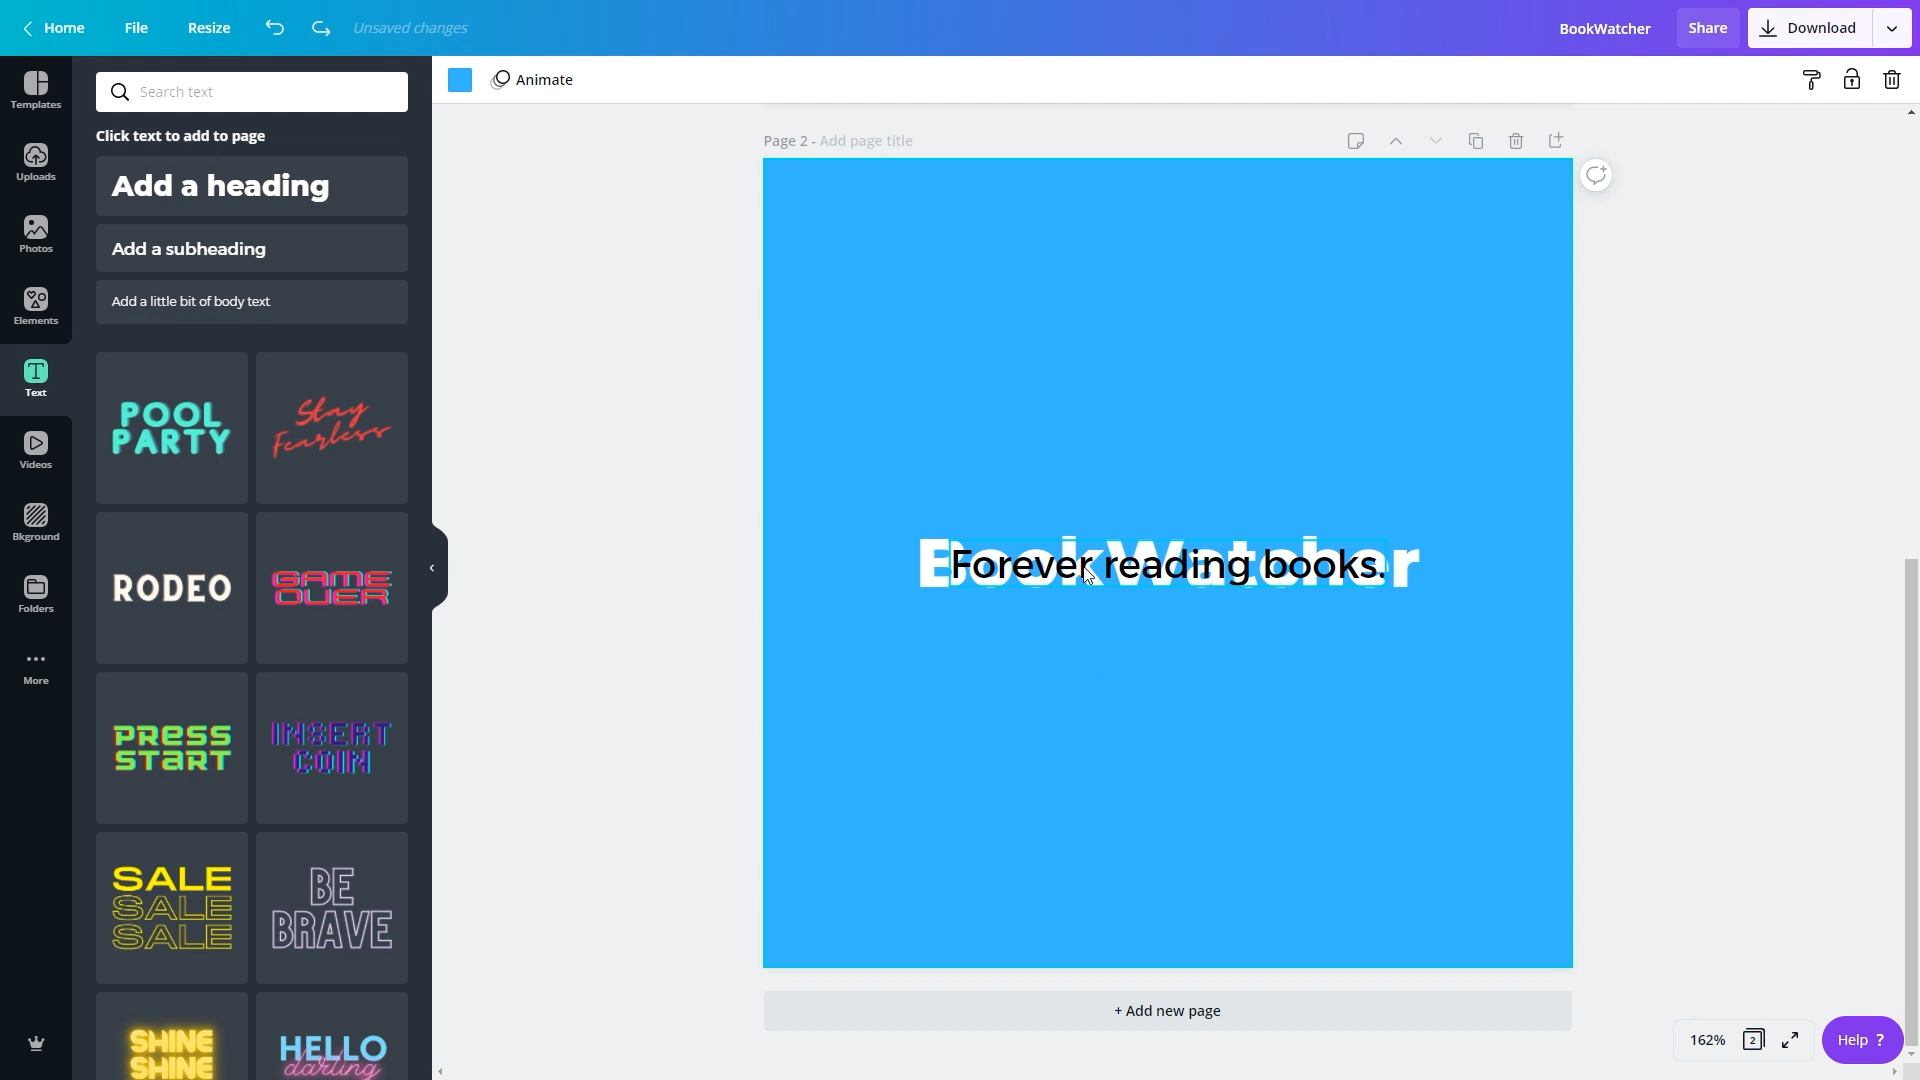 Home
File
Resize
Unsaved changes
BookWatcher
Share
Download
Templates
Uploads
Photos
Elements
Text
Videos
Bkground
Folders
More
Search text
Click text to add to page
Add a heading
Add a subheading
Add a little bit of body text
POOL
PARTY
Stay
Fearless
RODEO
GAME
OVER
PRESS
START
INSERT
COIN
SALE
SALE
SALE
BE
BRAVE
SHINE
SHINE
HELLO
darling
Animate
Page 2 - Add page title
BookWatcher
Forever reading books.
+ Add new page
162%
2
Help ?